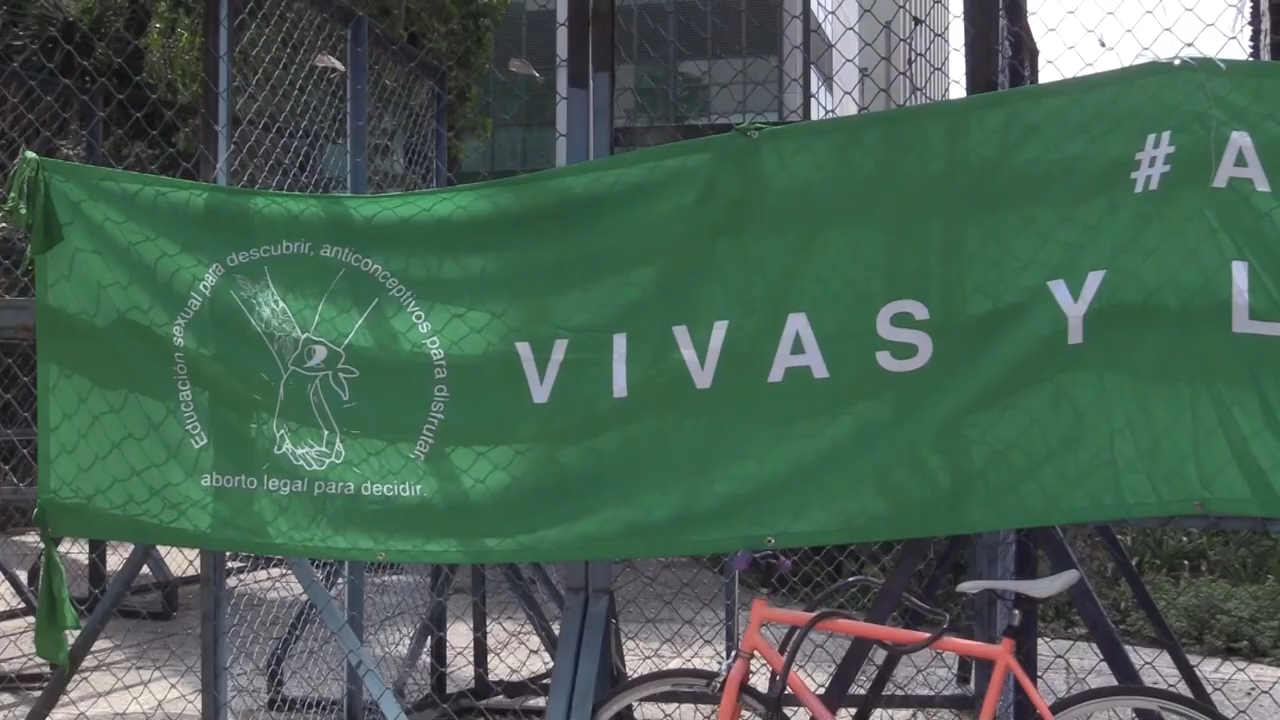 Educación sexual para descubrir, anticonceptivos para disfrutar
aborto legal para decidir.
# A
VIVAS Y L